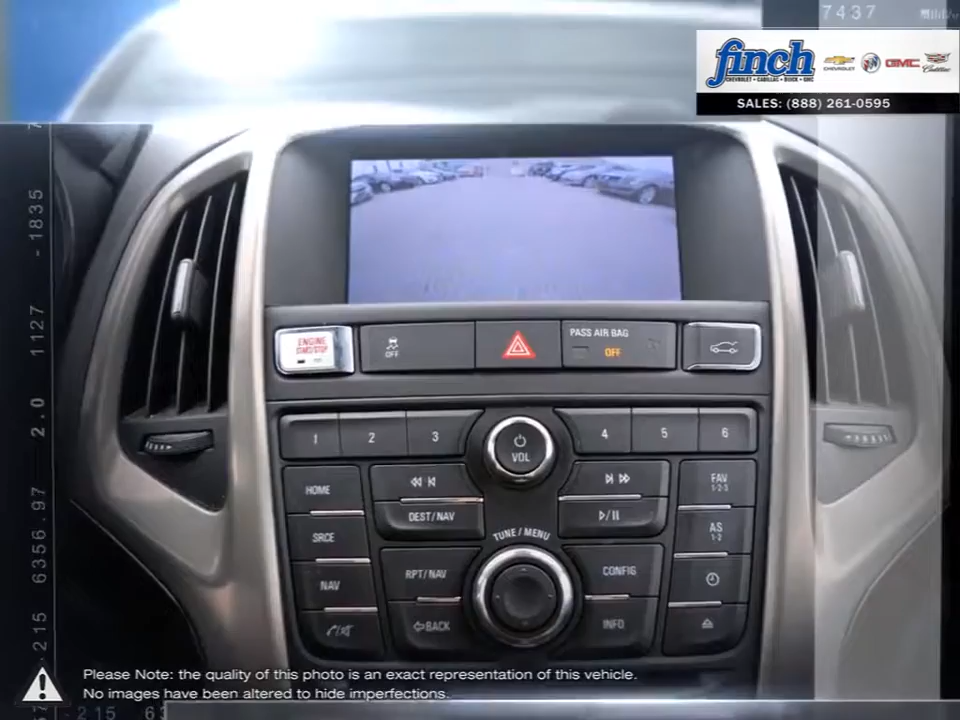 7437
finch
CHEVROLET • CADILLAC • BUICK • GMC
CHEVROLET
GMC
Cadillac
SALES: (888) 261-0595
- 1835
1127
2.0
6356.97
215
215
ENGINE
START/STOP
OFF
PASS AIR BAG
OFF
1
2
3
VOL
4
5
6
HOME
FAV
1-2-3
DEST/NAV
SRCE
AS
1-2
TUNE / MENU
NAV
RPT/NAV
CONFIG
BACK
INFO
Please Note: the quality of this photo is an exact representation of this vehicle.
No images have been altered to hide imperfections.